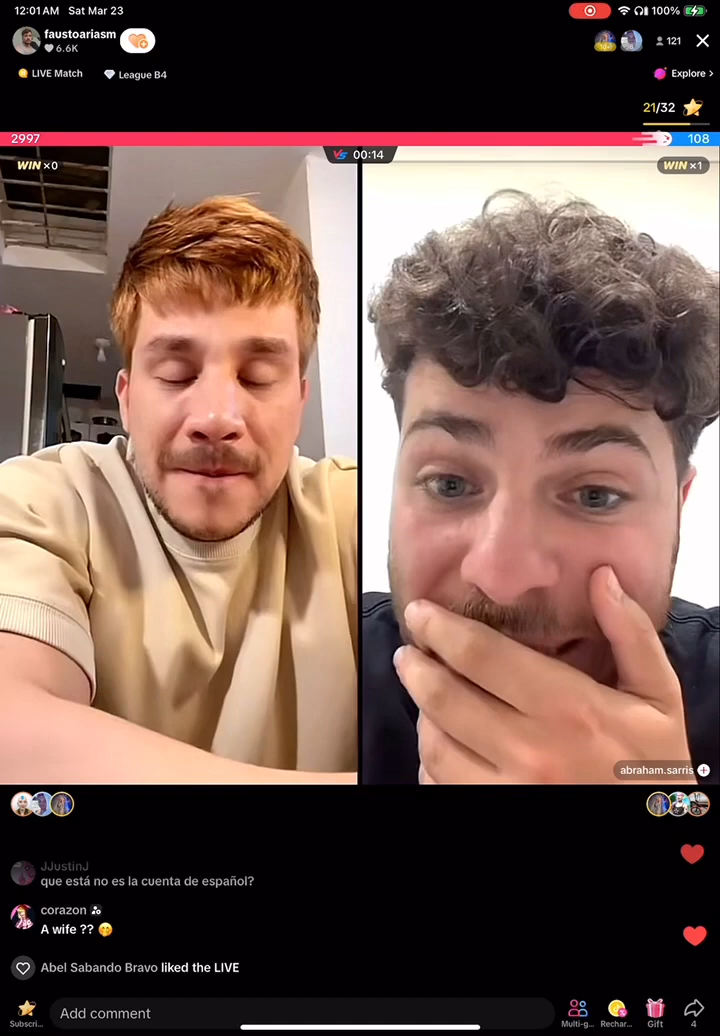 12:01 AM Sat Mar 23
100%
faustoariasm
6.6K
121
LIVE Match
League B4
Explore
21/32
2997
108
VS 00:14
WIN ×0
WIN ×1
abraham.sarris
JJustinJ
que está no es la cuenta de español?
corazon
A wife ??
Abel Sabando Bravo liked the LIVE
Add comment
Subscri...
Multi-g...
Rechar...
Gift
4